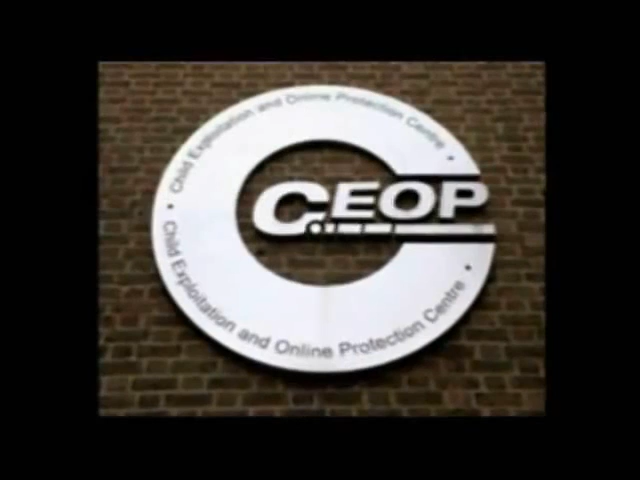 • Child Exploitation and Online Protection Centre •
CEOP
• Child Exploitation and Online Protection Centre •